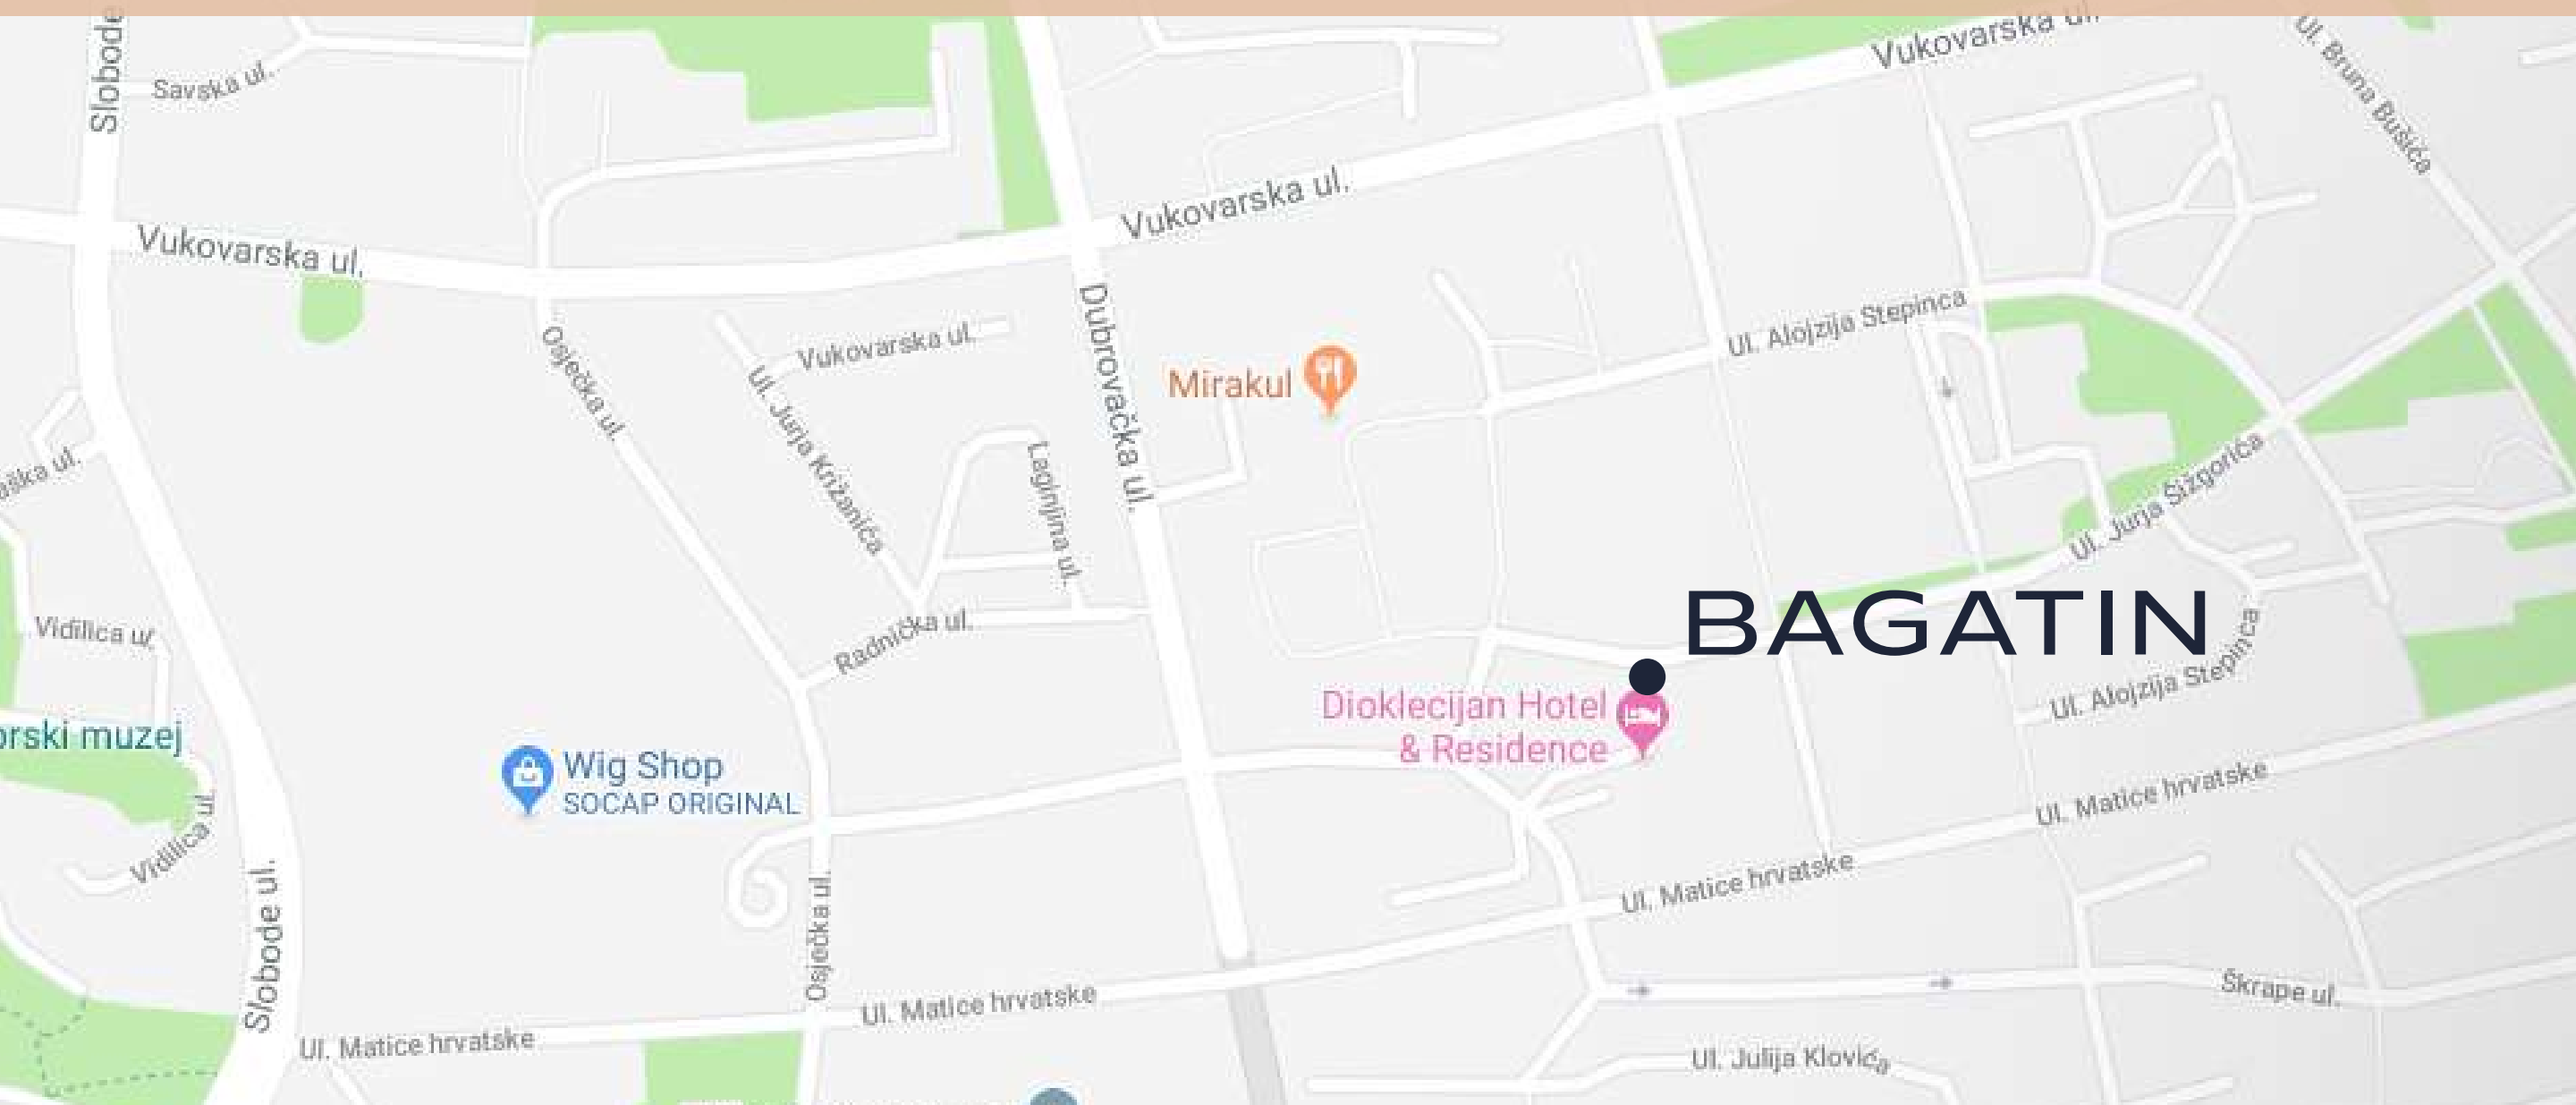 Slobode
Savska ul.
Vukovarska ul.
Ul. Bruna Bušića
Vukovarska ul.
Vukovarska ul.
Dubrovačka ul.
Osječka ul.
Vukovarska ul.
Ul. Jurja Križanića
Laginjina ul.
Mirakul
Ul. Alojzija Stepinca
Ul. Jurja Šižgorića
Radnička ul.
Vidilica ul.
BAGATIN
Ul. Alojzija Stepinca
Dioklecijan Hotel
& Residence
Wig Shop
SOCAP ORIGINAL
orski muzej
Vidilica ul.
Slobode ul.
Osječka ul.
Ul. Matice hrvatske
Ul. Matice hrvatske
Ul. Matice hrvatske
Ul. Matice hrvatske
Škrape ul.
Ul. Julija Klovića